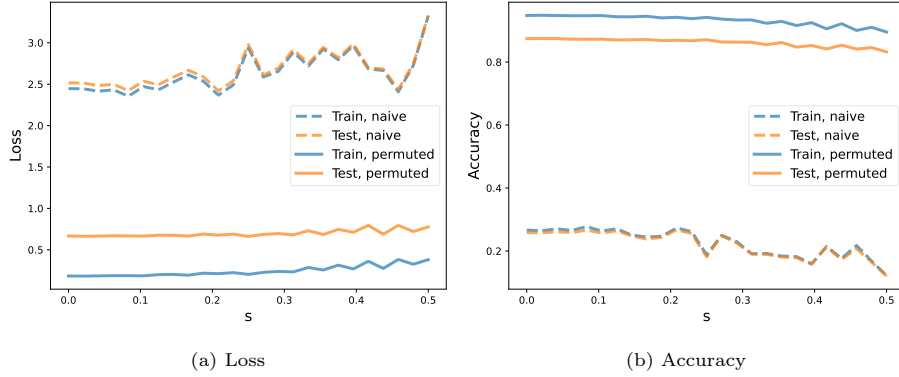 3.0
2.5
2.0
1.5
1.0
0.5
Loss
0.0 0.1 0.2 0.3 0.4 0.5
s
Train, naive
Test, naive
Train, permuted
Test, permuted
(a) Loss
0.8
0.6
0.4
0.2
Accuracy
0.0 0.1 0.2 0.3 0.4 0.5
s
Train, naive
Test, naive
Train, permuted
Test, permuted
(b) Accuracy